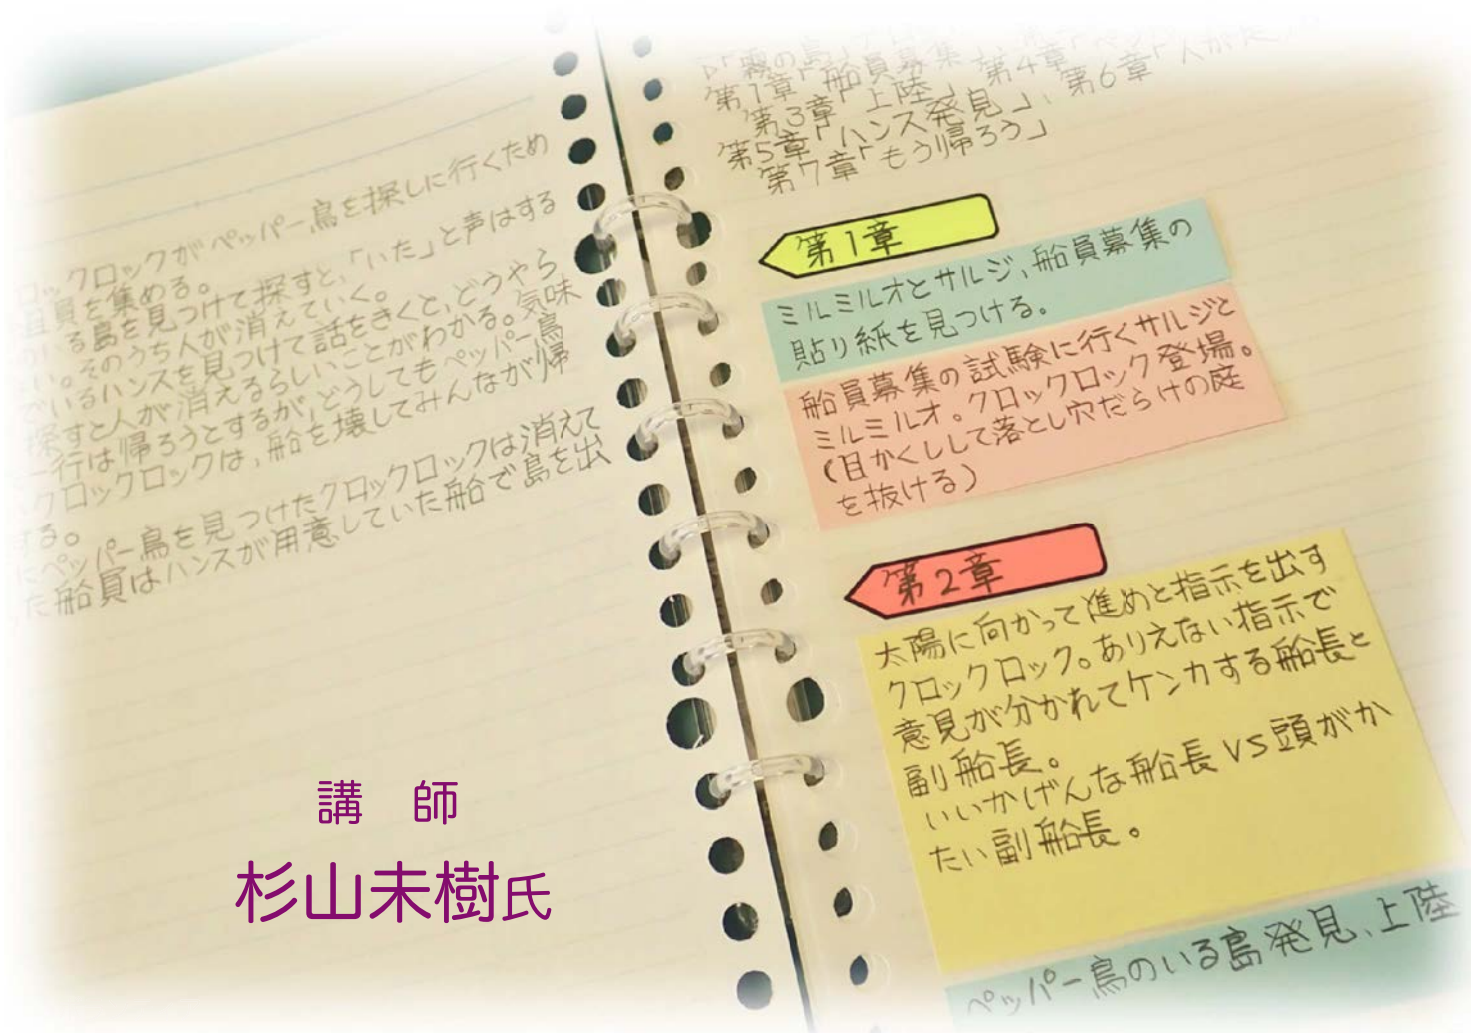 ロックロックがペッパー鳥を探しに行くため
員を集める。
いる島を見つけて探すと、「いた」と声はする
い。そのうち人が消えていく。
でいるハンスを見つけて話をきくと、どうやら
探すと人が消えるらしいことがわかる。気味
一行は帰ろうとするが、どうしてもペッパー鳥
クロックロックは、船を壊してみんなが帰
する。
ペッパー鳥を見つけたクロックロックは消えて
た船員はハンスが用意していた船で島を出
講 師
杉山未樹氏
「霧の島」
第1章「船員募集」、
第3章「上陸」、第4章
第5章「ハンス発見」、第6章「人が
第7章「もう帰ろう」
第1章
ミルミルオとサルジ、船員募集の
貼り紙を見つける。
船員募集の試験に行くサルジと
ミルミルオ。クロックロック登場。
(目かくしして落とし穴だらけの庭
を抜ける)
第2章
太陽に向かって進めと指示を出す
クロックロック。ありえない指示で
意見が分かれてケンカする船長と
副船長。
いいかげんな船長VS頭がか
たい副船長。
ペッパー鳥のいる島発見、上陸